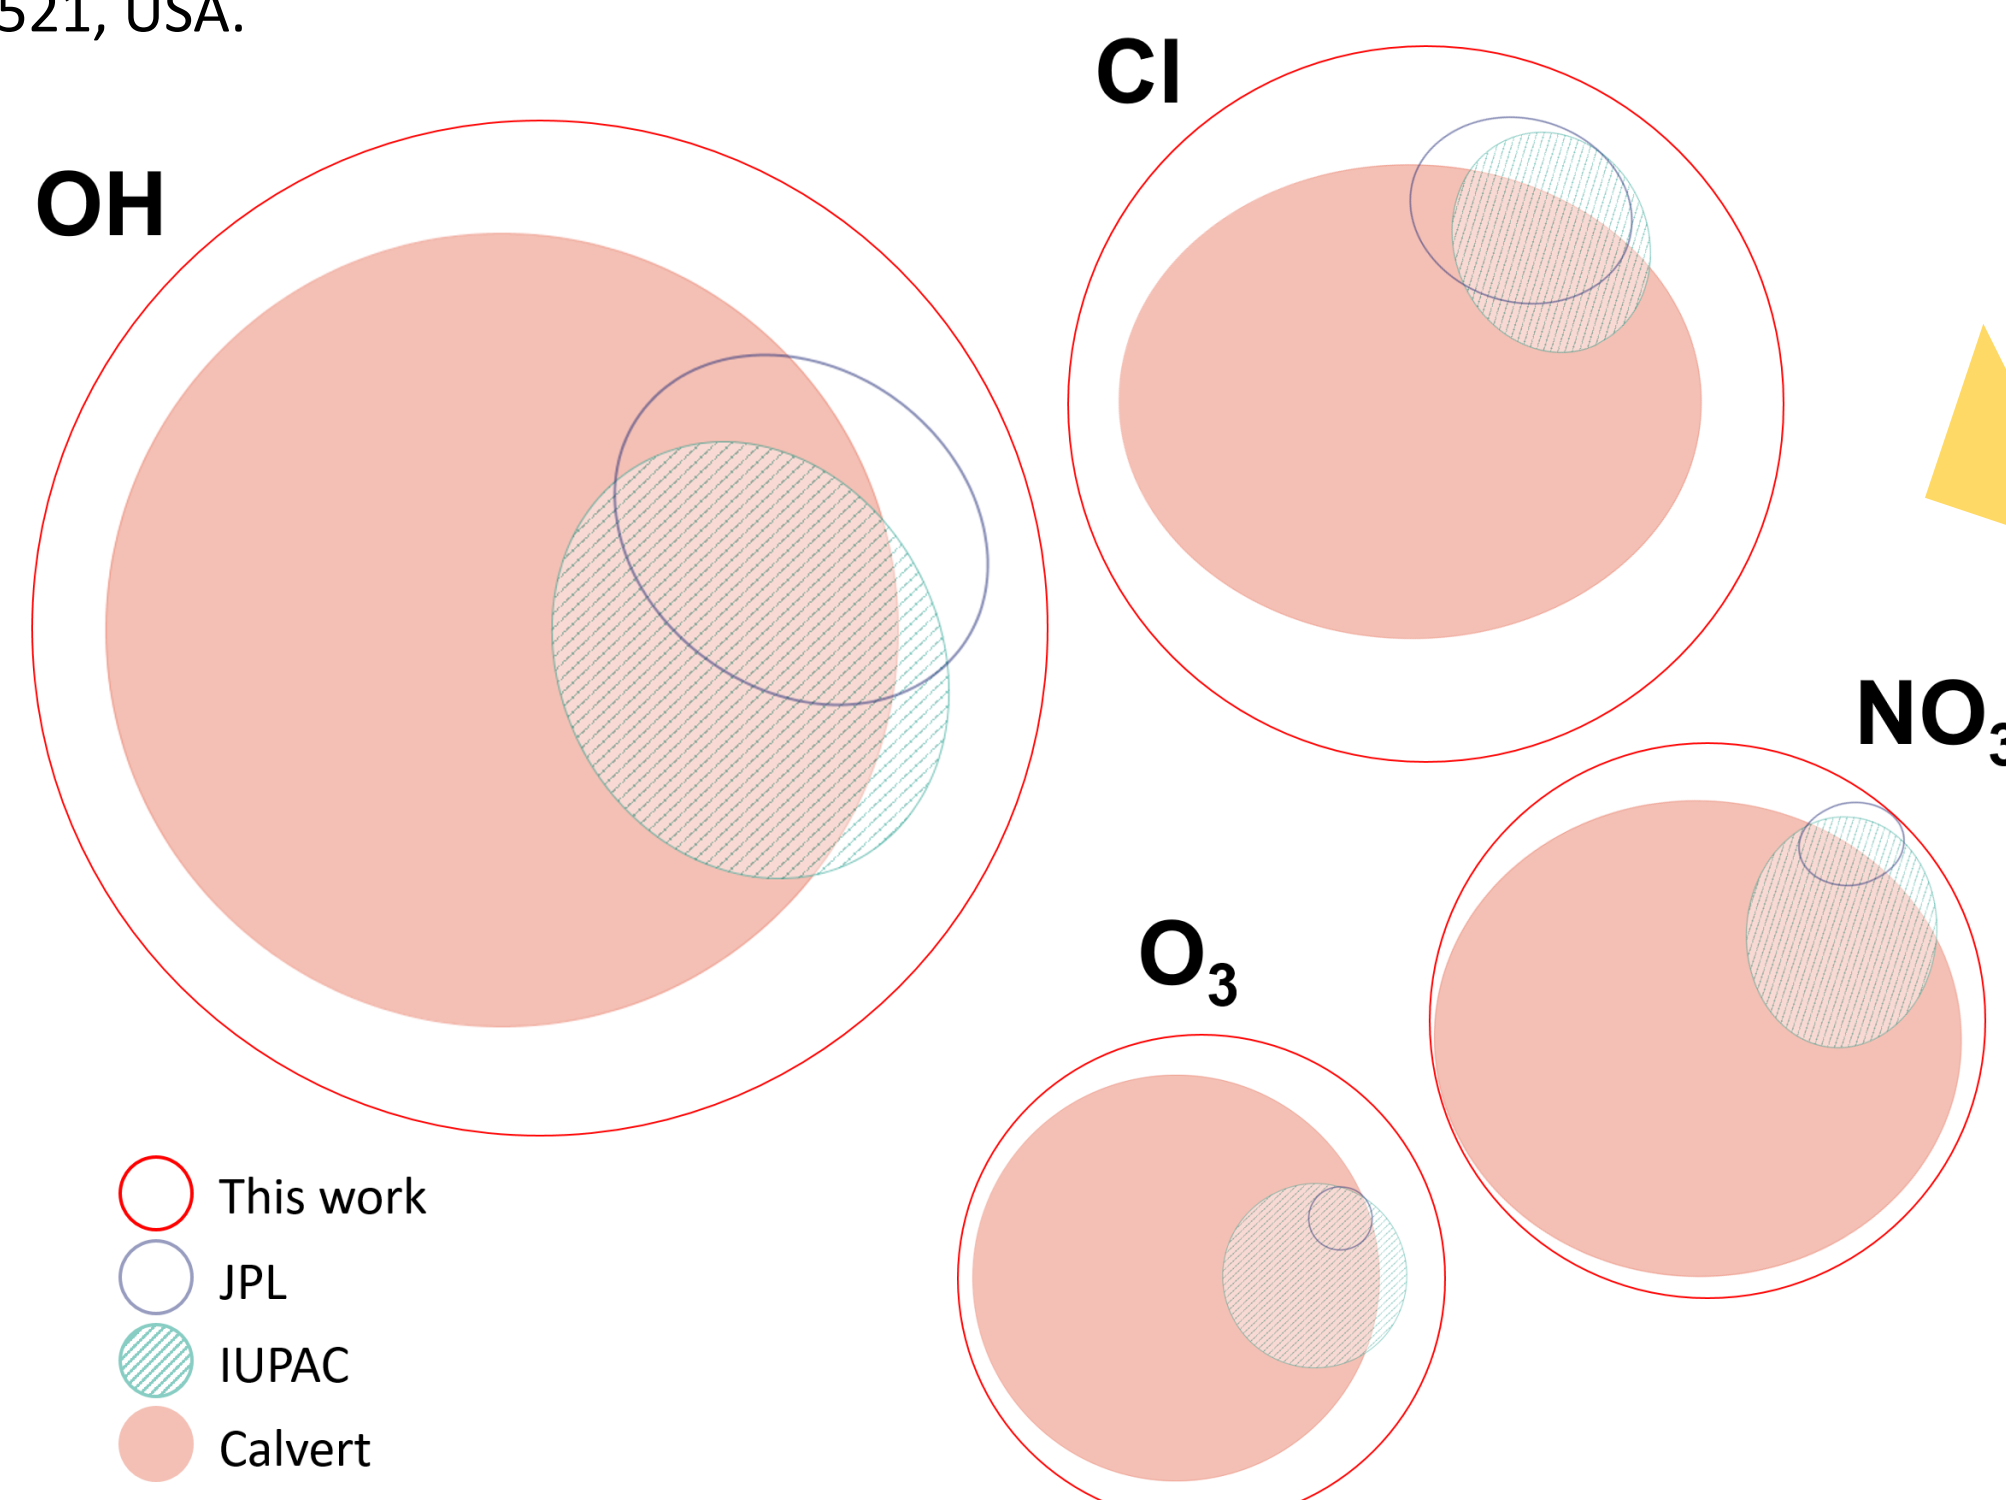 521, USA.
Cl
OH
NO3
O3
This work
JPL
IUPAC
Calvert